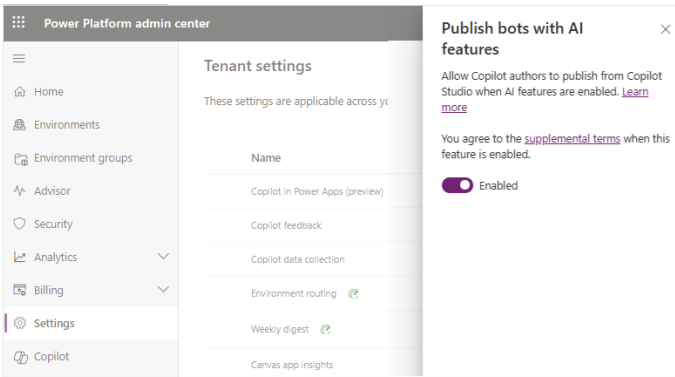 Power Platform admin center
Home
Environments
Environment groups
Advisor
Security
Analytics
Billing
Settings
Copilot
Tenant settings
These settings are applicable across
Name
Copilot in Power Apps (preview)
Copilot feedback
Copilot data collection
Environment routing
Weekly digest
Canvas app insights
Publish bots with AI
features
Allow Copilot authors to publish from Copilot
Studio when AI features are enabled. Learn
more
You agree to the supplemental terms when this
feature is enabled.
Enabled